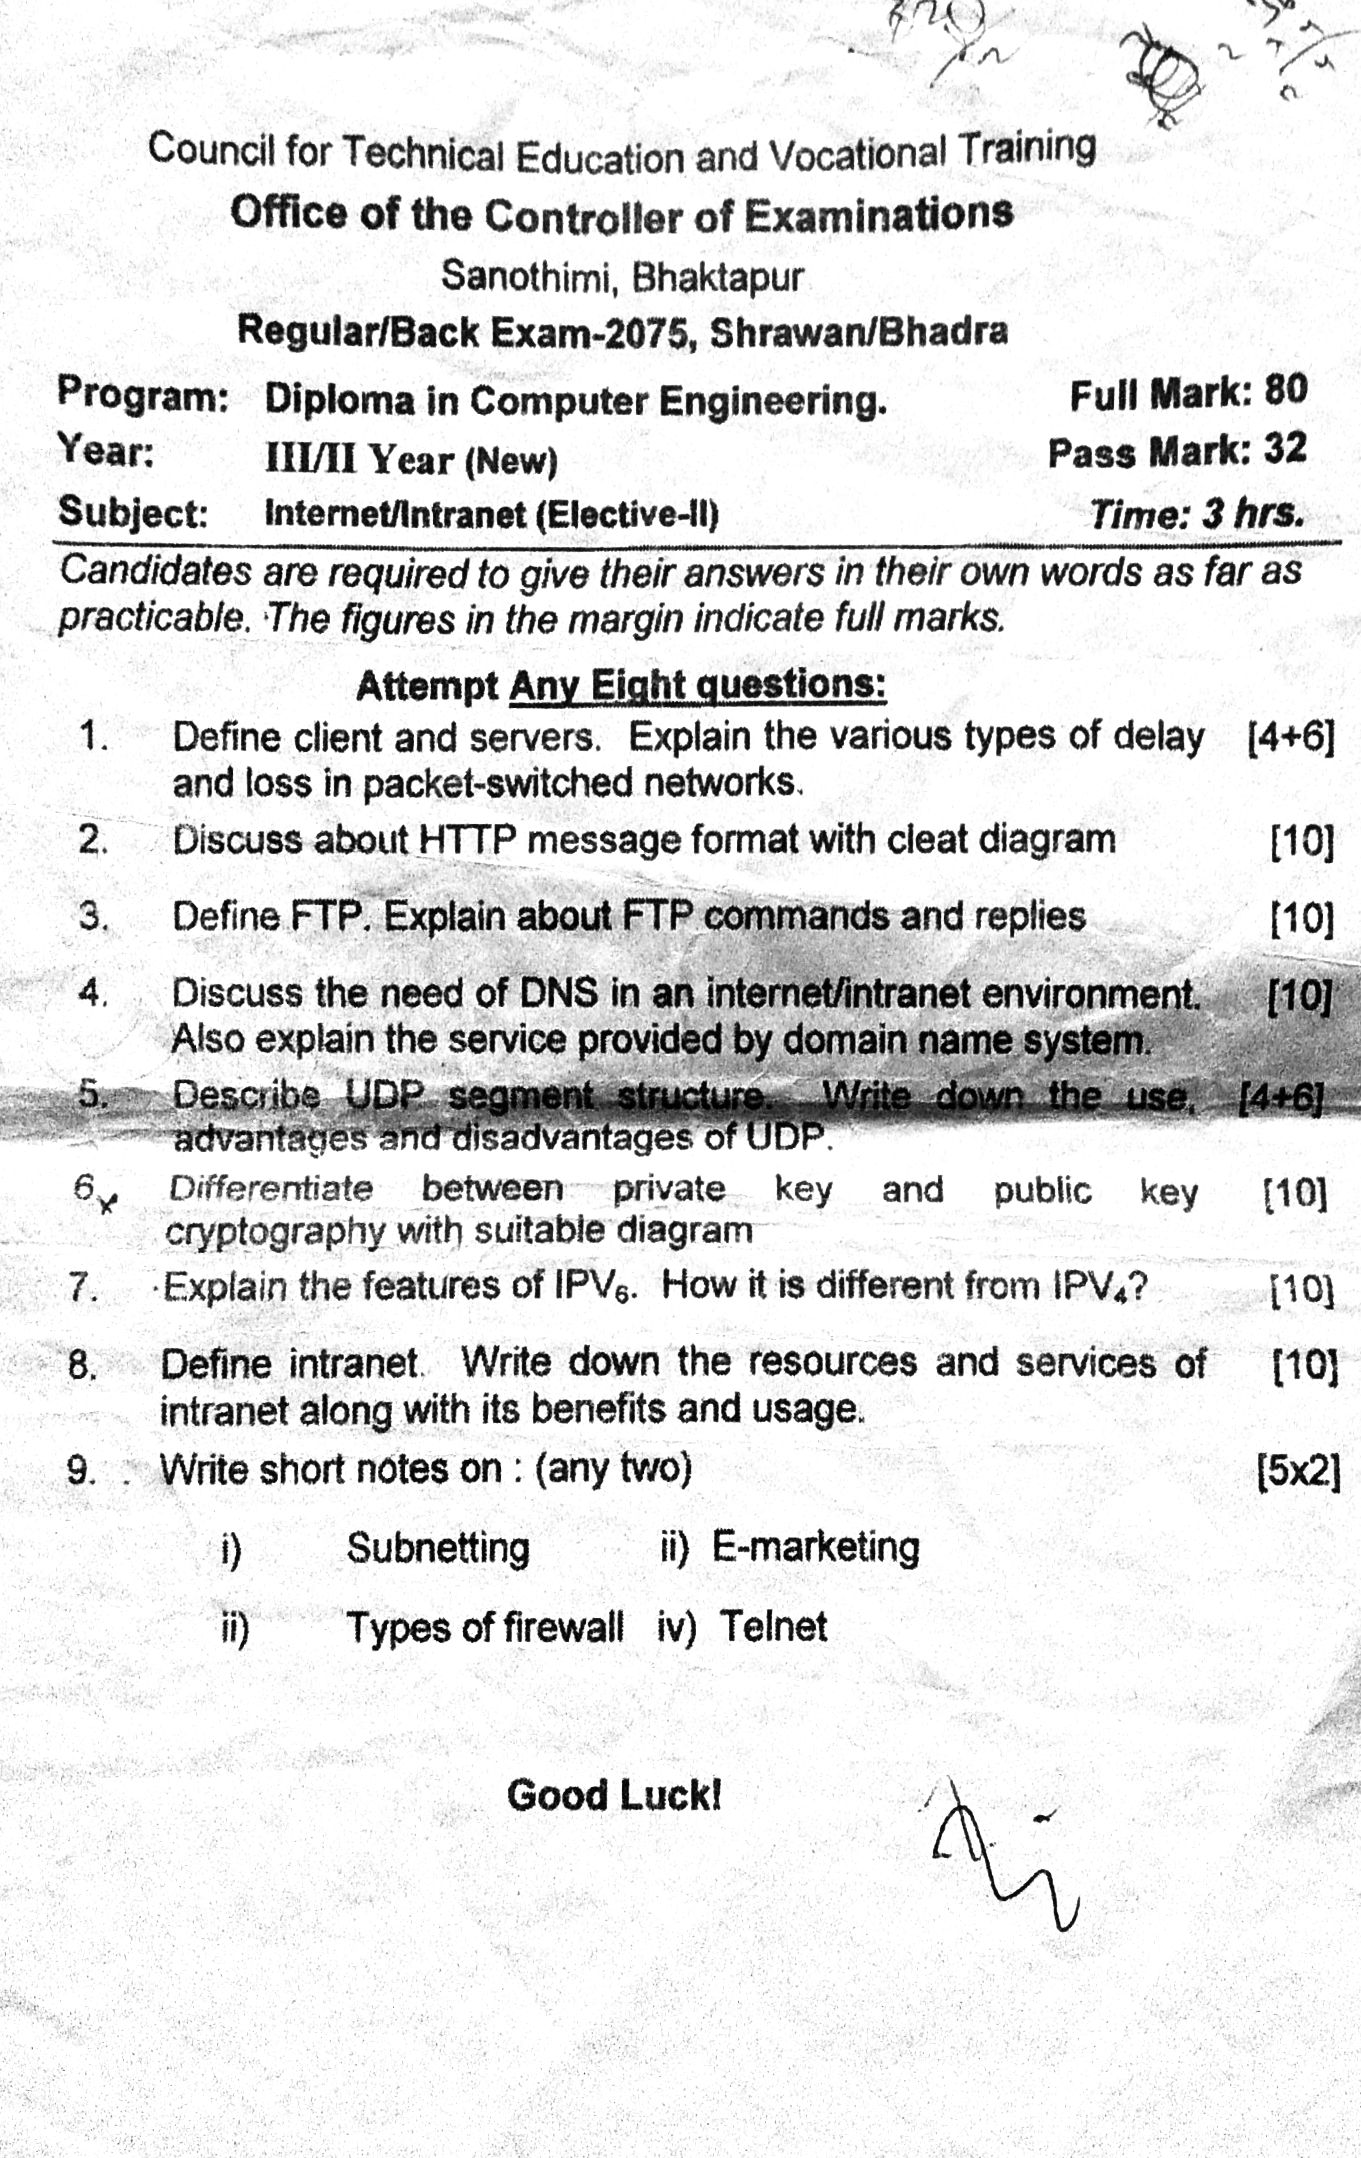 Council for Technical Education and Vocational Training
Office of the Controller of Examinations
Sanothimi, Bhaktapur
Regular/Back Exam-2075, Shrawan/Bhadra
Program: Diploma in Computer Engineering. Full Mark: 80
Year: III/II Year (New) Pass Mark: 32
Subject: Internet/Intranet (Elective-II) Time: 3 hrs.
Candidates are required to give their answers in their own words as far as
practicable. The figures in the margin indicate full marks.
Attempt Any Eight questions:
1. Define client and servers. Explain the various types of delay [4+6]
and loss in packet-switched networks.
2. Discuss about HTTP message format with cleat diagram [10]
3. Define FTP. Explain about FTP commands and replies [10]
4. Discuss the need of DNS in an internet/intranet environment. [10]
Also explain the service provided by domain name system.
5. Describe UDP segment structure. Write down the use, [4+6]
advantages and disadvantages of UDP.
6. Differentiate between private key and public key [10]
cryptography with suitable diagram
7. Explain the features of IPV₆. How it is different from IPV₄? [10]
8. Define intranet. Write down the resources and services of [10]
intranet along with its benefits and usage.
9. Write short notes on : (any two) [5x2]
i) Subnetting ii) E-marketing
ii) Types of firewall iv) Telnet
Good Luck!